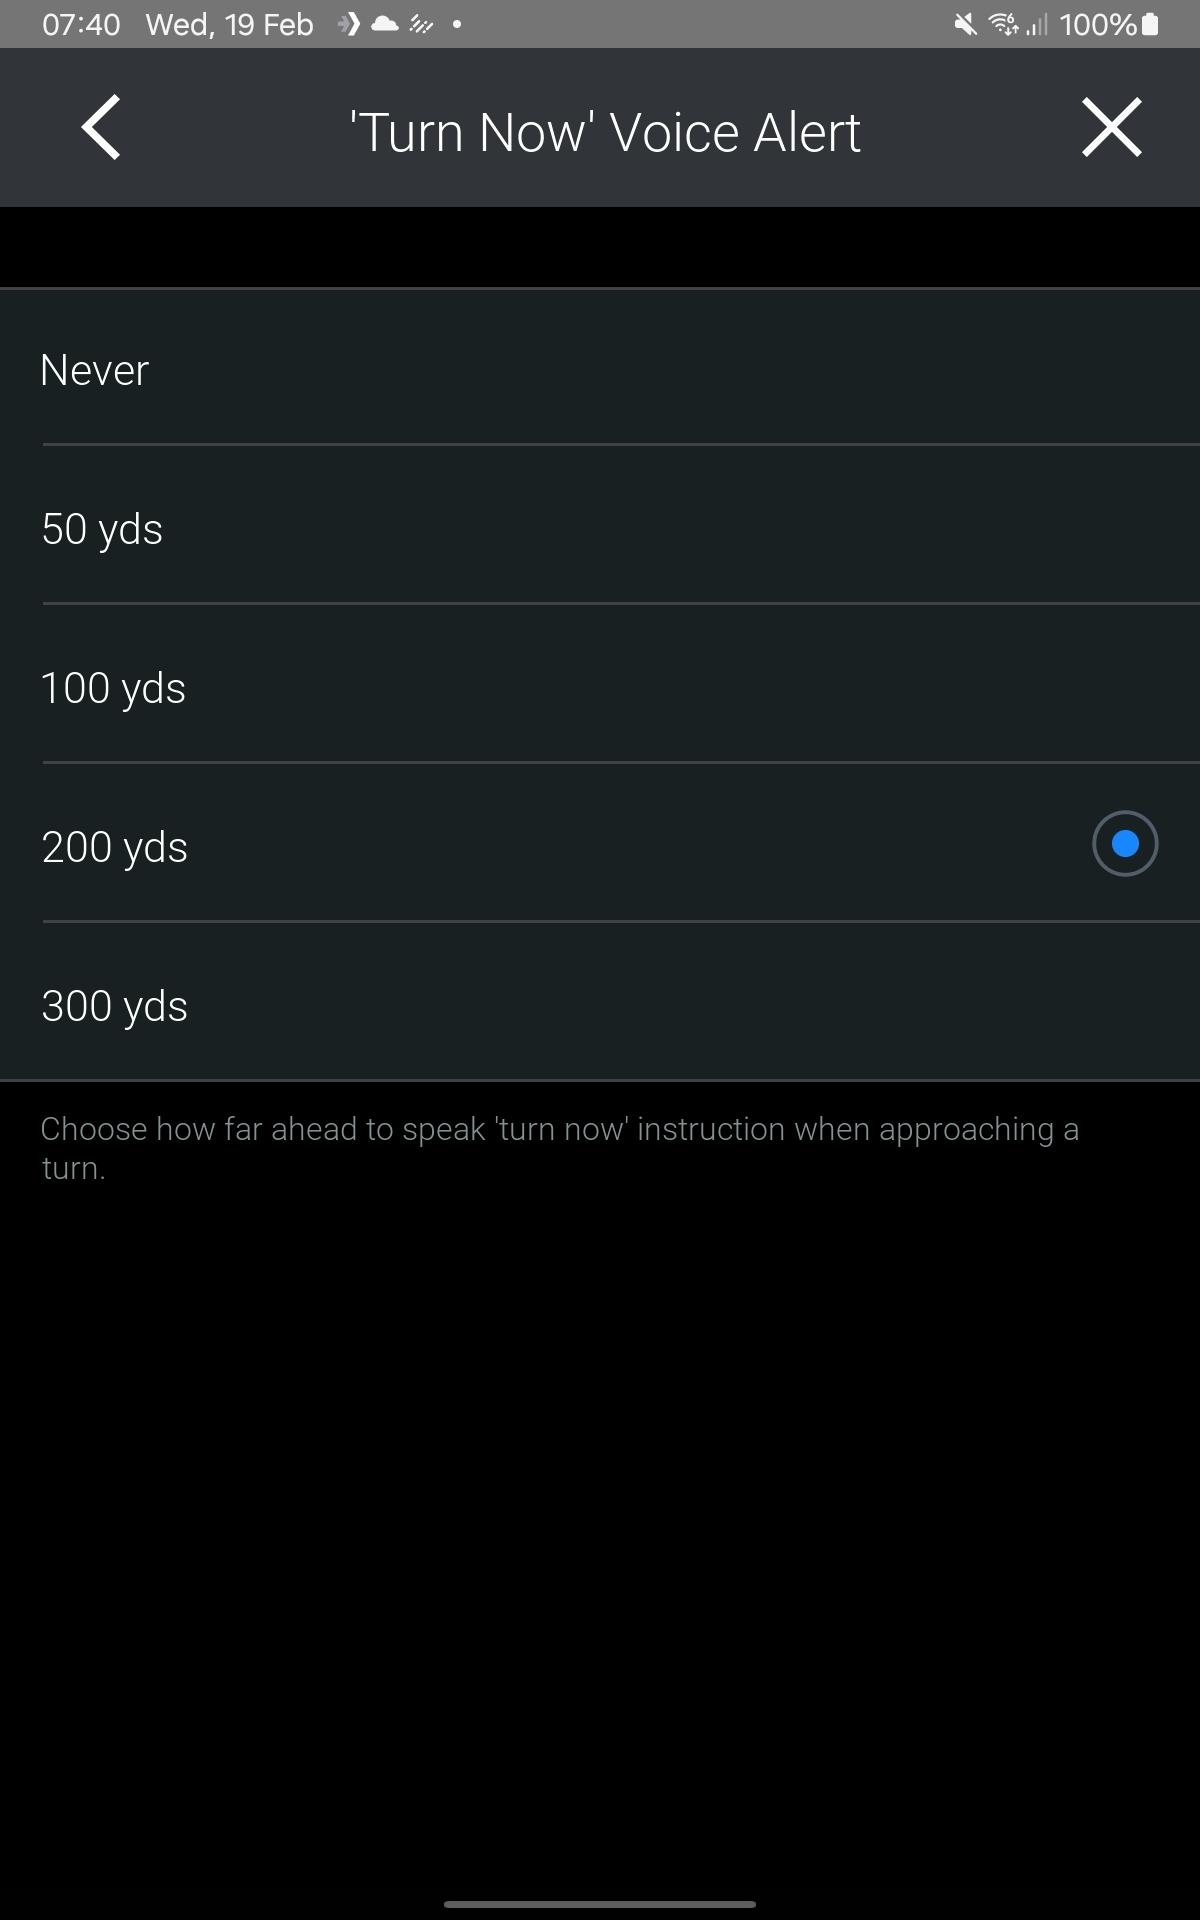 07:40 Wed, 19 Feb 100%
'Turn Now' Voice Alert
Never
50 yds
100 yds
200 yds
300 yds
Choose how far ahead to speak 'turn now' instruction when approaching a
turn.